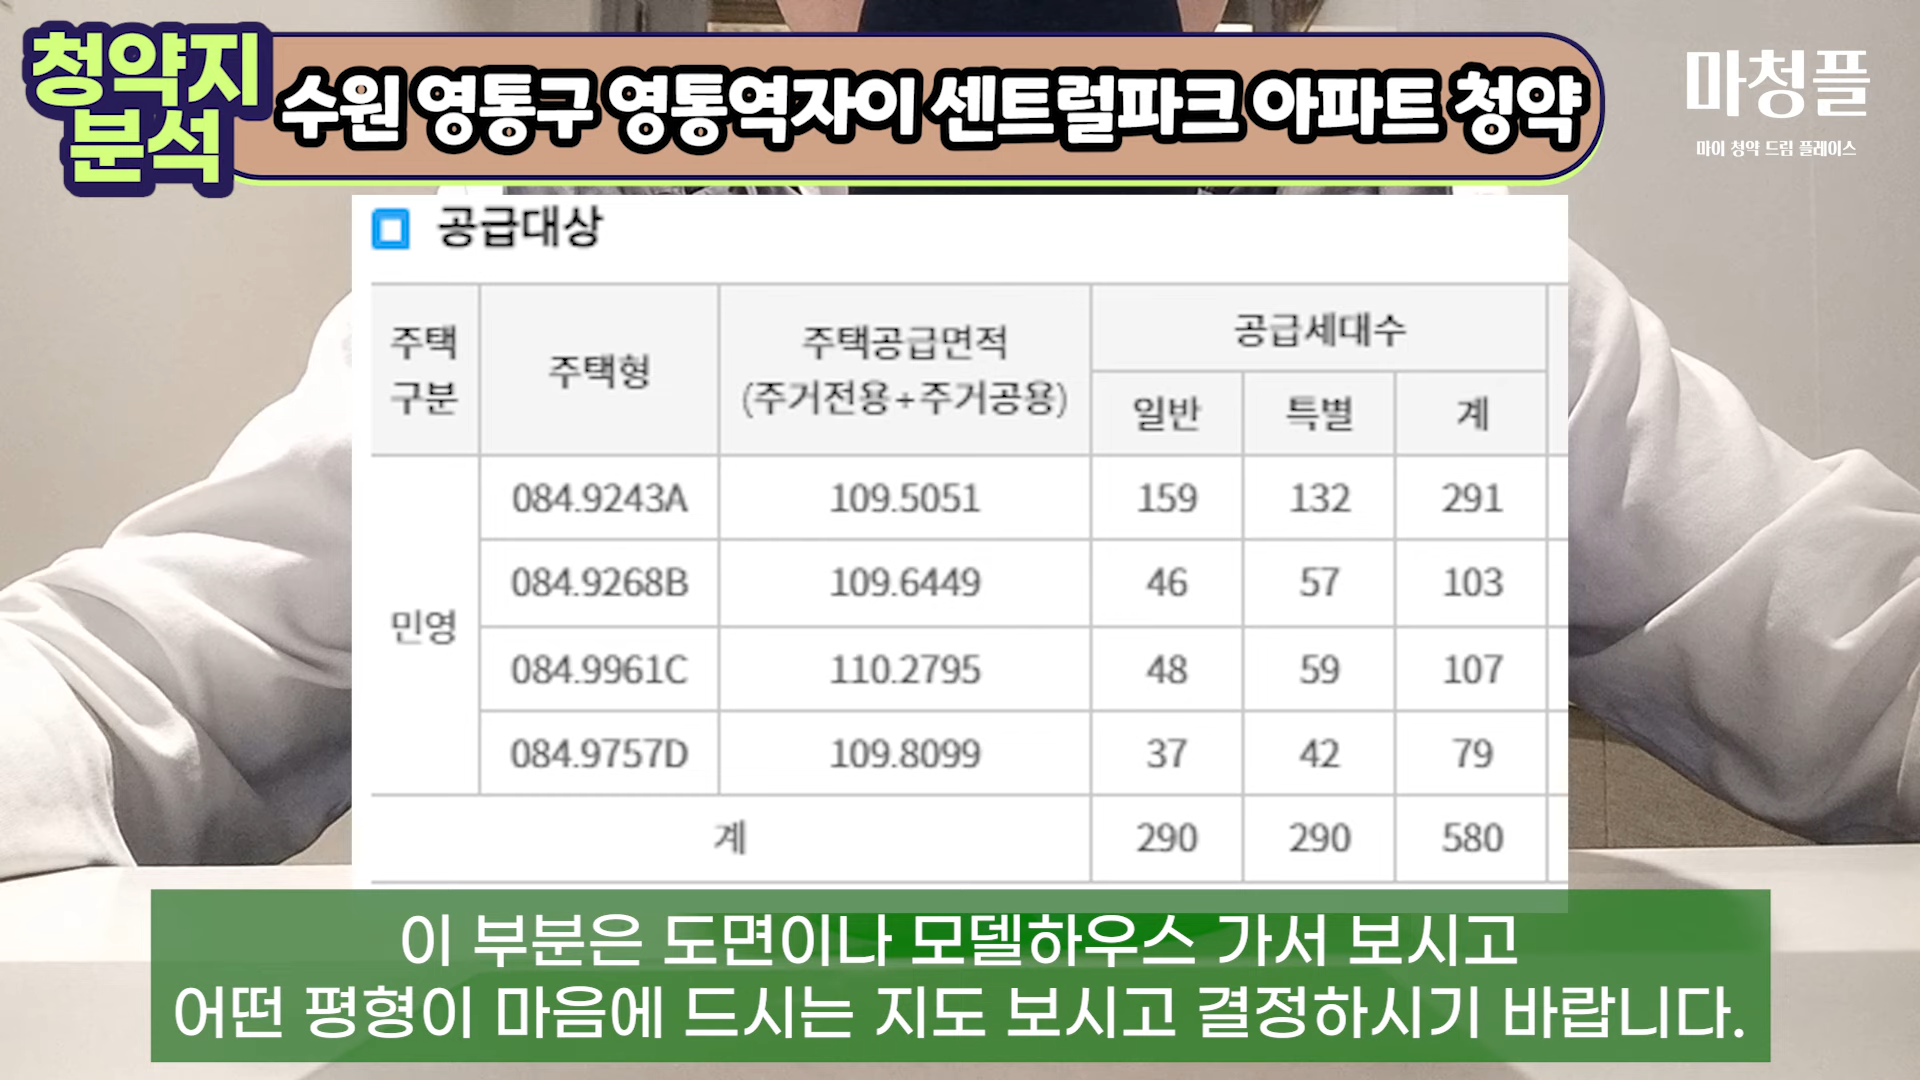 청약지
분석
수원 영통구 영통역자이 센트럴파크 아파트 청약
마청플
마이 청약 드림 플레이스
공급대상
주택
구분
주택형
주택공급면적
(주거전용+주거공용)
공급세대수
일반 특별 계
민영
084.9243A 109.5051 159 132 291
084.9268B 109.6449 46 57 103
084.9961C 110.2795 48 59 107
084.9757D 109.8099 37 42 79
계 290 290 580
이 부분은 도면이나 모델하우스 가서 보시고
어떤 평형이 마음에 드시는 지도 보시고 결정하시기 바랍니다.